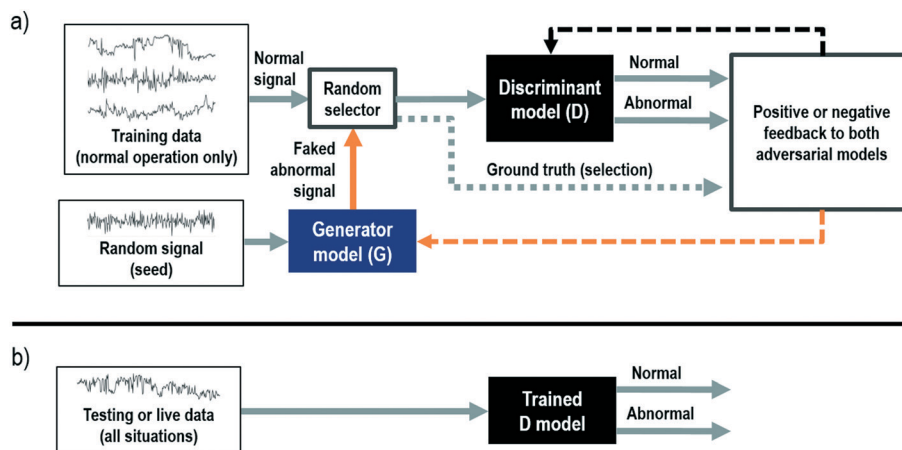 a)
Training data
(normal operation only)
Normal
signal
Random
selector
Discriminant
model (D)
Normal
Abnormal
Positive or negative
feedback to both
adversarial models
Faked
abnormal
signal
Ground truth (selection)
Random signal
(seed)
Generator
model (G)
b)
Testing or live data
(all situations)
Trained
D model
Normal
Abnormal